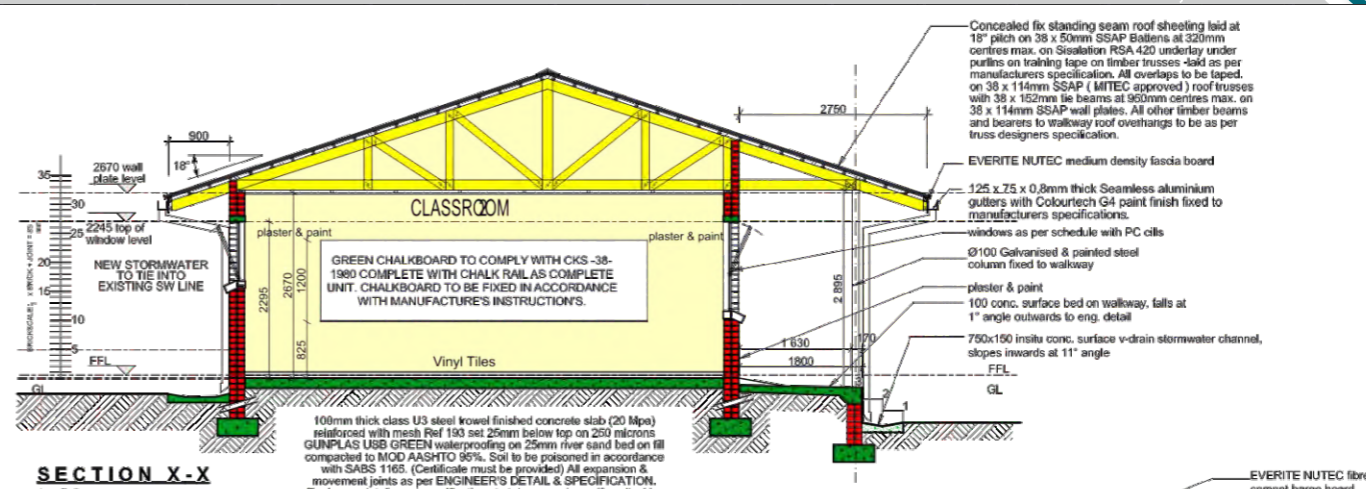 Concealed fix standing seam roof sheeting laid at
18° pitch on 38 x 50mm SSAP Battens at 320mm
centres max. on Sisalation RSA 420 underlay under
purlins on training tape on timber trusses -laid as per
manufacturers specification. All overlaps to be taped.
on 38 x 114mm SSAP ( MITEC approved ) roof trusses
with 38 x 152mm tie beams at 950mm centres max. on
38 x 114mm SSAP wall plates. All other timber beams
and bearers to walkway roof overhangs to be as per
truss designers specification.
2750
900
18°
2670 wall
plate level
EVERITE NUTEC medium density fascia board
125 x 75 x 0,8mm thick Seamless aluminium
gutters with Colourtech G4 paint finish fixed to
manufacturers specifications.
35
30
25
20
15
10
5
2245 top of
window level
CLASSROOM
2
plaster & paint
plaster & paint
windows as per schedule with PC cills
NEW STORMWATER
TO TIE INTO
EXISTING SW LINE
GREEN CHALKBOARD TO COMPLY WITH CKS -38-
1980 COMPLETE WITH CHALK RAIL AS COMPLETE
UNIT. CHALKBOARD TO BE FIXED IN ACCORDANCE
WITH MANUFACTURE'S INSTRUCTION'S.
Ø100 Galvanised & painted steel
column fixed to walkway
2295
2670
1200
825
2 895
plaster & paint
100 conc. surface bed on walkway, falls at
1° angle outwards to eng. detail
750x150 insitu conc. surface v-drain stormwater channel,
slopes inwards at 11° angle
1 630
170
1800
Vinyl Tiles
FFL
GL
FFL
GL
2
1
100mm thick class U3 steel trowel finished concrete slab (20 Mpa)
reinforced with mesh Ref 193 set 25mm below top on 250 microns
GUNPLAS USB GREEN waterproofing on 25mm river sand bed on fill
compacted to MOD AASHTO 95%. Soil to be poisoned in accordance
with SABS 1165. (Certificate must be provided) All expansion &
movement joints as per ENGINEER'S DETAIL & SPECIFICATION.
SECTION X-X
EVERITE NUTEC fibre
cement barge board